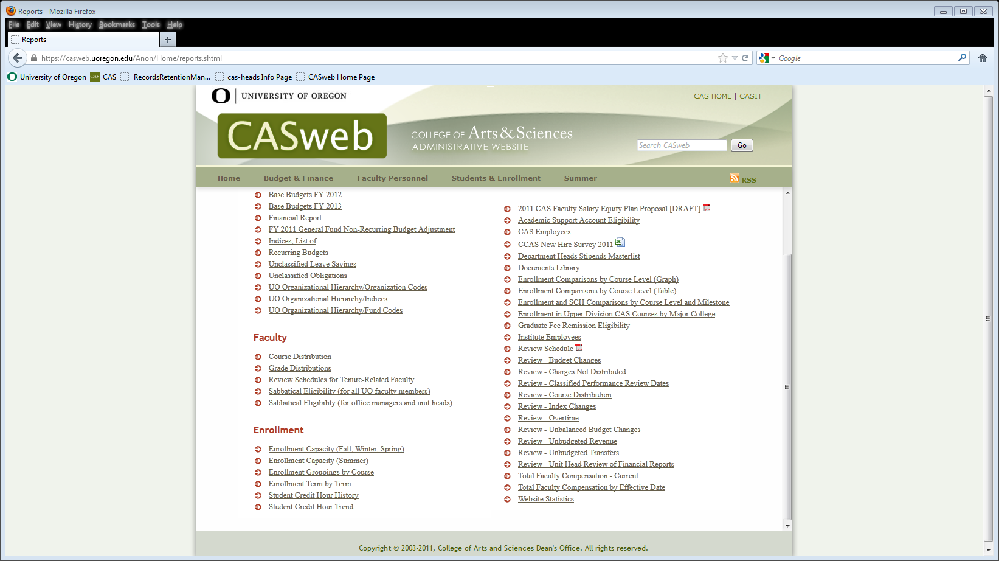 Reports - Mozilla Firefox
File Edit View History Bookmarks Tools Help
Reports
https://casweb.uoregon.edu/Anon/Home/reports.shtml
Google
University of Oregon CAS RecordsRetentionMan... cas-heads Info Page CASweb Home Page
O UNIVERSITY OF OREGON
CAS HOME | CASIT
CASweb
COLLEGE OF Arts & Sciences
ADMINISTRATIVE WEBSITE
Search CASweb Go
Home Budget & Finance Faculty Personnel Students & Enrollment Summer RSS
Base Budgets FY 2012
Base Budgets FY 2013
Financial Report
FY 2011 General Fund Non-Recurring Budget Adjustment
Indices, List of
Recurring Budgets
Unclassified Leave Savings
Unclassified Obligations
UO Organizational Hierarchy/Organization Codes
UO Organizational Hierarchy/Indices
UO Organizational Hierarchy/Fund Codes
Faculty
Course Distribution
Grade Distributions
Review Schedules for Tenure-Related Faculty
Sabbatical Eligibility (for all UO faculty members)
Sabbatical Eligibility (for office managers and unit heads)
Enrollment
Enrollment Capacity (Fall, Winter, Spring)
Enrollment Capacity (Summer)
Enrollment Groupings by Course
Enrollment Term by Term
Student Credit Hour History
Student Credit Hour Trend
2011 CAS Faculty Salary Equity Plan Proposal [DRAFT]
Academic Support Account Eligibility
CAS Employees
CCAS New Hire Survey 2011
Department Heads Stipends Masterlist
Documents Library
Enrollment Comparisons by Course Level (Graph)
Enrollment Comparisons by Course Level (Table)
Enrollment and SCH Comparisons by Course Level and Milestone
Enrollment in Upper Division CAS Courses by Major College
Graduate Fee Remission Eligibility
Institute Employees
Review Schedule
Review - Budget Changes
Review - Charges Not Distributed
Review - Classified Performance Review Dates
Review - Course Distribution
Review - Index Changes
Review - Overtime
Review - Unbalanced Budget Changes
Review - Unbudgeted Revenue
Review - Unbudgeted Transfers
Review - Unit Head Review of Financial Reports
Total Faculty Compensation - Current
Total Faculty Compensation by Effective Date
Website Statistics
Copyright © 2003-2011, College of Arts and Sciences Dean's Office. All rights reserved.